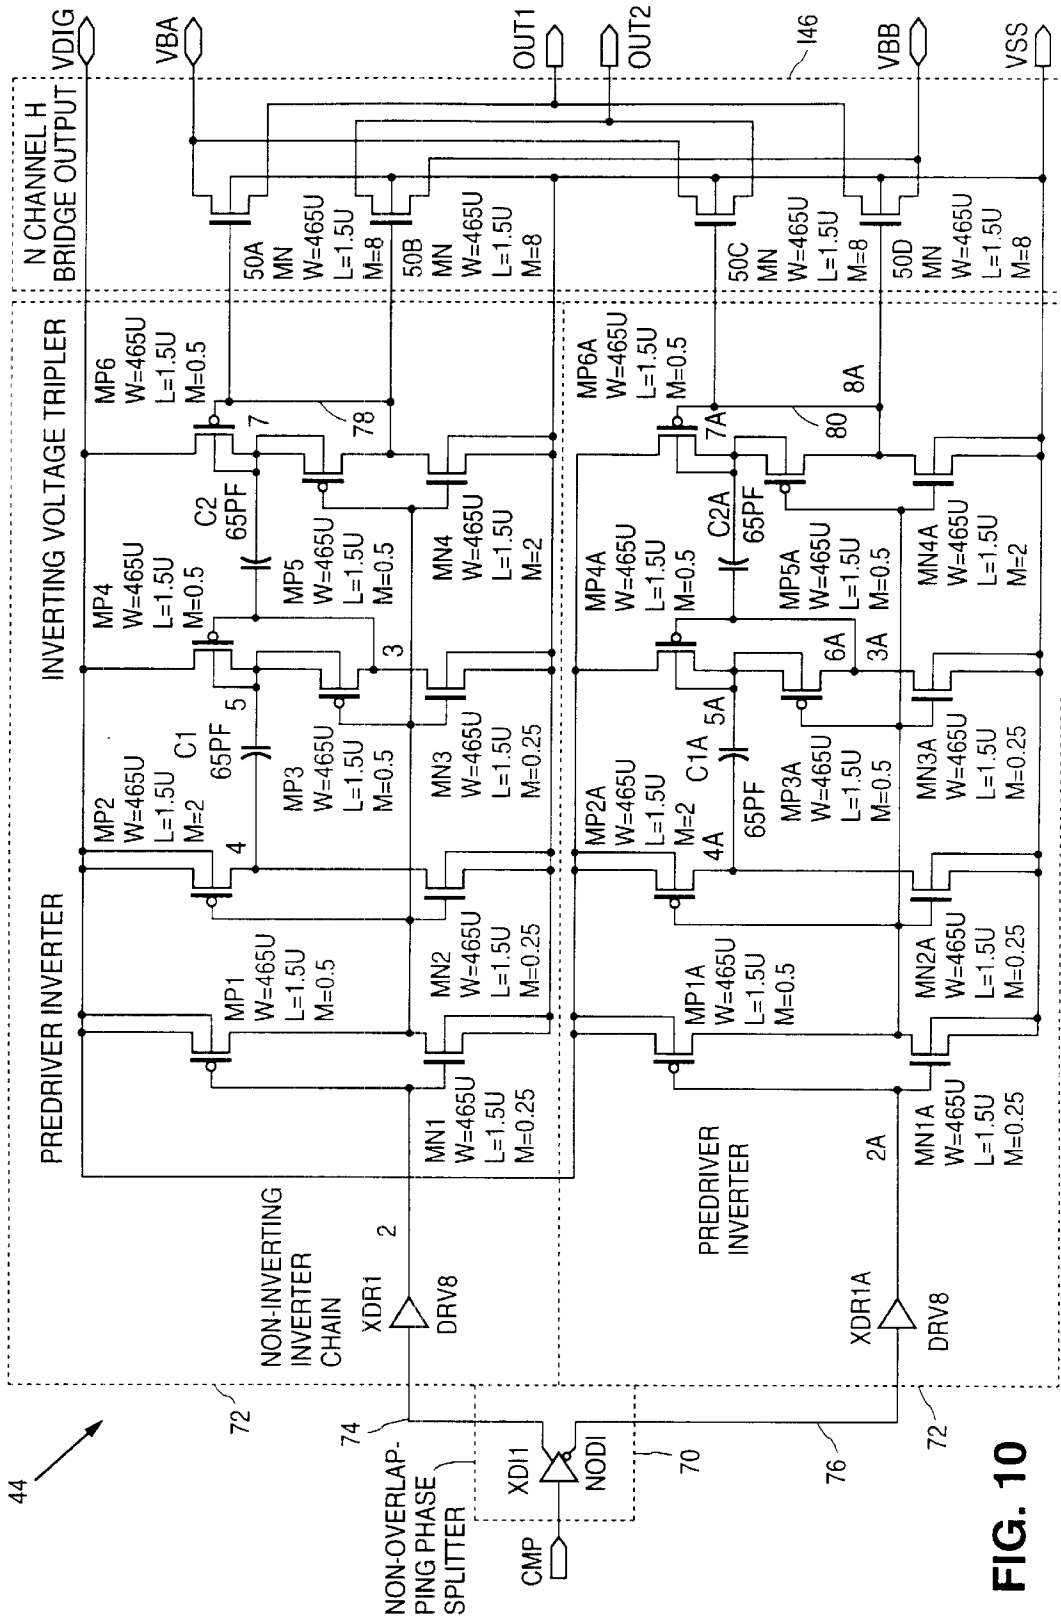 44
FIG. 10
NON-OVERLAP-
PING PHASE
SPLITTER
CMP
XDI1
NODI
70
74
76
72
72
NON-INVERTING
INVERTER
CHAIN
XDR1
DRV8
2
XDR1A
DRV8
2A
PREDRIVER INVERTER
INVERTING VOLTAGE TRIPLER
N CHANNEL H
BRIDGE OUTPUT
VDIG
VBA
OUT1
OUT2
I46
VBB
VSS
MP1
W=465U
L=1.5U
M=0.5
MN1
W=465U
L=1.5U
M=0.25
MP2
W=465U
L=1.5U
M=2
4
MN2
W=465U
L=1.5U
M=0.25
C1
65PF
5
MP3
W=465U
L=1.5U
M=0.5
MP4
W=465U
L=1.5U
M=0.5
3
MN3
W=465U
L=1.5U
M=0.25
C2
65PF
MP5
W=465U
L=1.5U
M=0.5
MP6
W=465U
L=1.5U
M=0.5
7
78
MN4
W=465U
L=1.5U
M=2
50A
MN
W=465U
L=1.5U
M=8
50B
MN
W=465U
L=1.5U
M=8
PREDRIVER
INVERTER
MP1A
W=465U
L=1.5U
M=0.5
MN1A
W=465U
L=1.5U
M=0.25
MP2A
W=465U
L=1.5U
M=2
4A
MN2A
W=465U
L=1.5U
M=0.25
C1A
65PF
5A
MP3A
W=465U
L=1.5U
M=0.5
MP4A
W=465U
L=1.5U
M=0.5
6A
3A
MN3A
W=465U
L=1.5U
M=0.25
C2A
65PF
MP5A
W=465U
L=1.5U
M=0.5
MP6A
W=465U
L=1.5U
M=0.5
7A
80
8A
MN4A
W=465U
L=1.5U
M=2
50C
MN
W=465U
L=1.5U
M=8
50D
MN
W=465U
L=1.5U
M=8